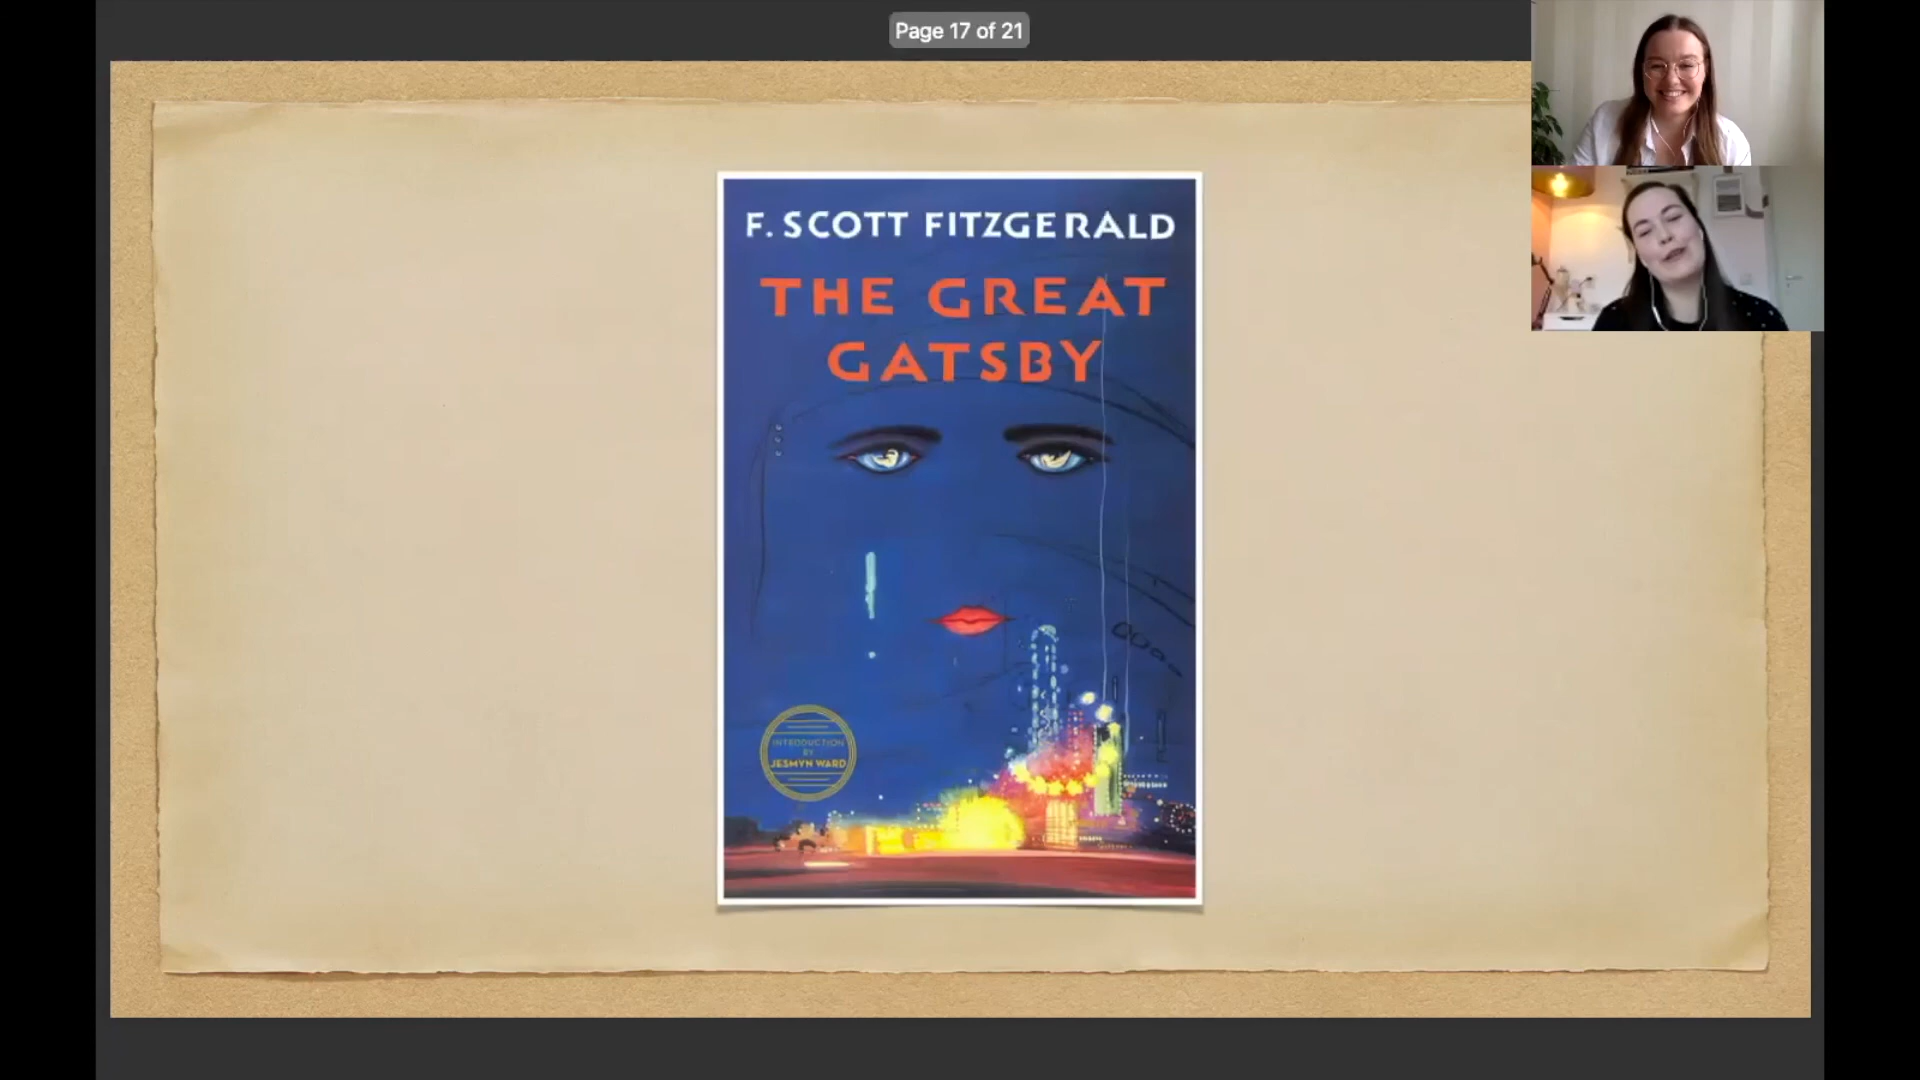 Page 17 of 21
F. SCOTT FITZGERALD
THE GREAT
GATSBY
INTRODUCTION
BY
JESMYN WARD